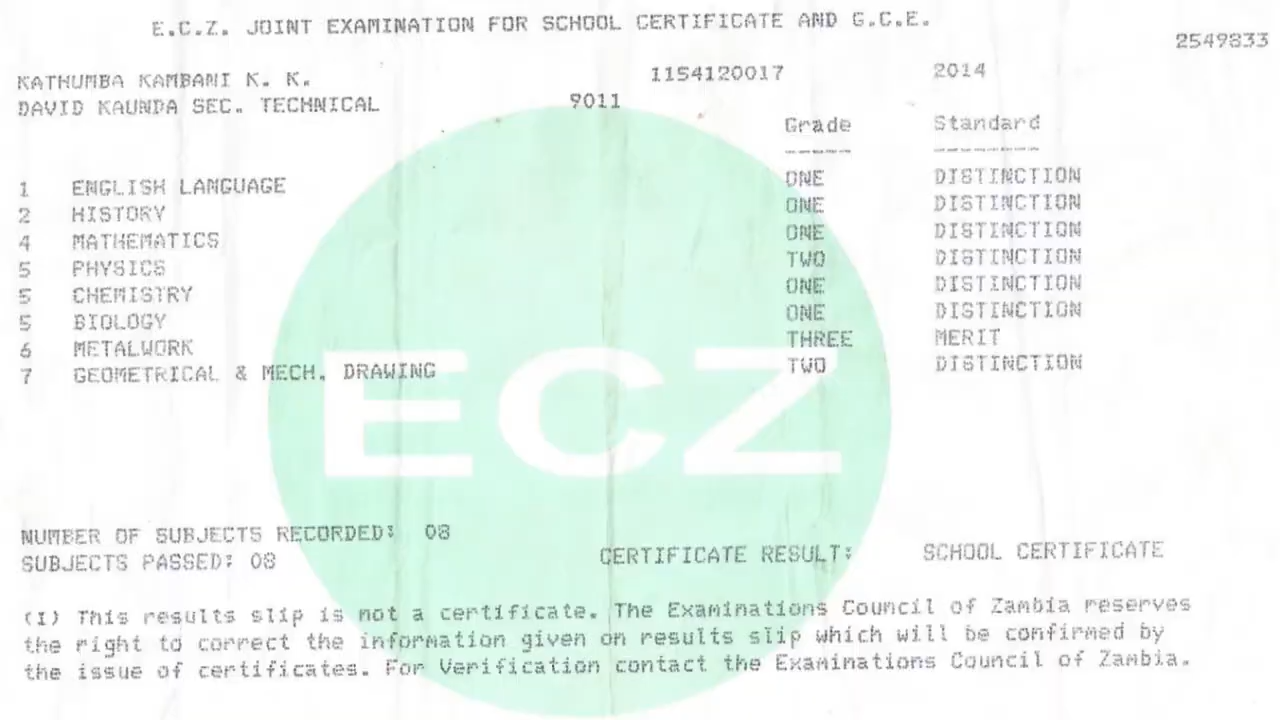 E.C.Z. JOINT EXAMINATION FOR SCHOOL CERTIFICATE AND G.C.E.
2549833
KATHUMBA KAMBANI K. K. 1154120017 2014
DAVID KAUNDA SEC. TECHNICAL 9011
Grade Standard
1 ENGLISH LANGUAGE ONE DISTINCTION
2 HISTORY ONE DISTINCTION
4 MATHEMATICS ONE DISTINCTION
5 PHYSICS TWO DISTINCTION
5 CHEMISTRY ONE DISTINCTION
5 BIOLOGY ONE DISTINCTION
6 METALWORK THREE MERIT
7 GEOMETRICAL & MECH. DRAWING TWO DISTINCTION
ECZ
NUMBER OF SUBJECTS RECORDED: 08
SUBJECTS PASSED: 08 CERTIFICATE RESULT: SCHOOL CERTIFICATE
(I) This results slip is not a certificate. The Examinations Council of Zambia reserves
the right to correct the information given on results slip which will be confirmed by
the issue of certificates. For Verification contact the Examinations Council of Zambia.